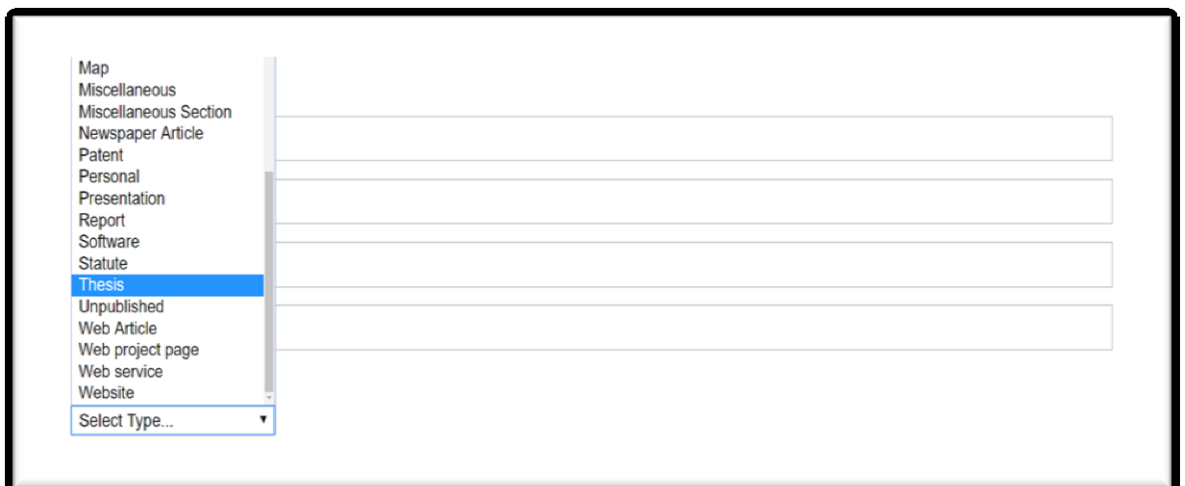 Map
Miscellaneous
Miscellaneous Section
Newspaper Article
Patent
Personal
Presentation
Report
Software
Statute
Thesis
Unpublished
Web Article
Web project page
Web service
Website
Select Type...